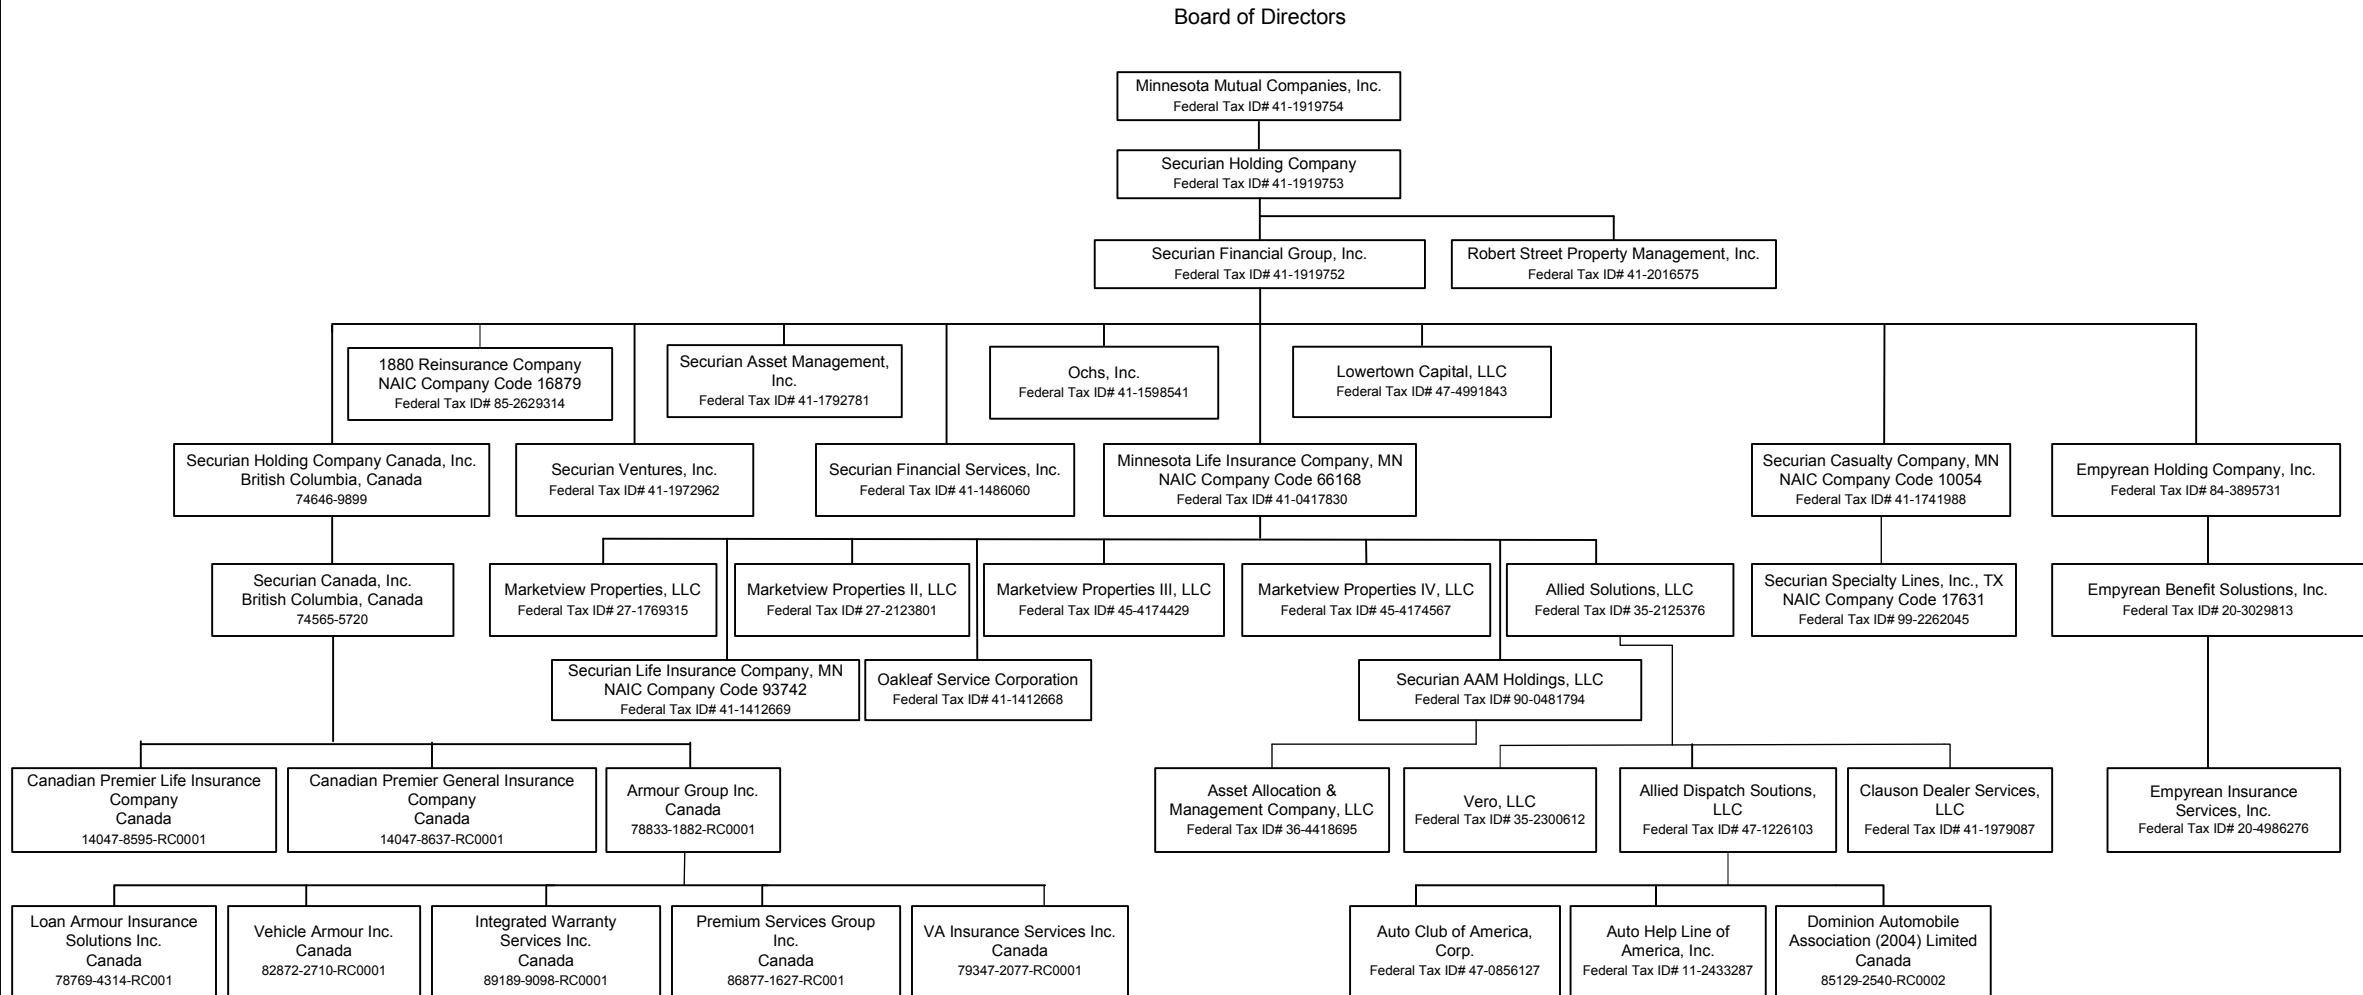 Board of Directors
Minnesota Mutual Companies, Inc.
Federal Tax ID# 41-1919754
Securian Holding Company
Federal Tax ID# 41-1919753
Securian Financial Group, Inc.
Federal Tax ID# 41-1919752
Robert Street Property Management, Inc.
Federal Tax ID# 41-2016575
1880 Reinsurance Company
NAIC Company Code 16879
Federal Tax ID# 85-2629314
Securian Asset Management,
Inc.
Federal Tax ID# 41-1792781
Ochs, Inc.
Federal Tax ID# 41-1598541
Lowertown Capital, LLC
Federal Tax ID# 47-4991843
Securian Holding Company Canada, Inc.
British Columbia, Canada
74646-9899
Securian Ventures, Inc.
Federal Tax ID# 41-1972962
Securian Financial Services, Inc.
Federal Tax ID# 41-1486060
Minnesota Life Insurance Company, MN
NAIC Company Code 66168
Federal Tax ID# 41-0417830
Securian Casualty Company, MN
NAIC Company Code 10054
Federal Tax ID# 41-1741988
Empyrean Holding Company, Inc.
Federal Tax ID# 84-3895731
Securian Canada, Inc.
British Columbia, Canada
74565-5720
Marketview Properties, LLC
Federal Tax ID# 27-1769315
Marketview Properties II, LLC
Federal Tax ID# 27-2123801
Marketview Properties III, LLC
Federal Tax ID# 45-4174429
Marketview Properties IV, LLC
Federal Tax ID# 45-4174567
Allied Solutions, LLC
Federal Tax ID# 35-2125376
Securian Specialty Lines, Inc., TX
NAIC Company Code 17631
Federal Tax ID# 99-2262045
Empyrean Benefit Solustions, Inc.
Federal Tax ID# 20-3029813
Securian Life Insurance Company, MN
NAIC Company Code 93742
Federal Tax ID# 41-1412669
Oakleaf Service Corporation
Federal Tax ID# 41-1412668
Securian AAM Holdings, LLC
Federal Tax ID# 90-0481794
Canadian Premier Life Insurance
Company
Canada
14047-8595-RC0001
Canadian Premier General Insurance
Company
Canada
14047-8637-RC0001
Armour Group Inc.
Canada
78833-1882-RC0001
Asset Allocation &
Management Company, LLC
Federal Tax ID# 36-4418695
Vero, LLC
Federal Tax ID# 35-2300612
Allied Dispatch Soutions,
LLC
Federal Tax ID# 47-1226103
Clauson Dealer Services,
LLC
Federal Tax ID# 41-1979087
Empyrean Insurance
Services, Inc.
Federal Tax ID# 20-4986276
Loan Armour Insurance
Solutions Inc.
Canada
78769-4314-RC001
Vehicle Armour Inc.
Canada
82872-2710-RC0001
Integrated Warranty
Services Inc.
Canada
89189-9098-RC0001
Premium Services Group
Inc.
Canada
86877-1627-RC001
VA Insurance Services Inc.
Canada
79347-2077-RC0001
Auto Club of America,
Corp.
Federal Tax ID# 47-0856127
Auto Help Line of
America, Inc.
Federal Tax ID# 11-2433287
Dominion Automobile
Association (2004) Limited
Canada
85129-2540-RC0002